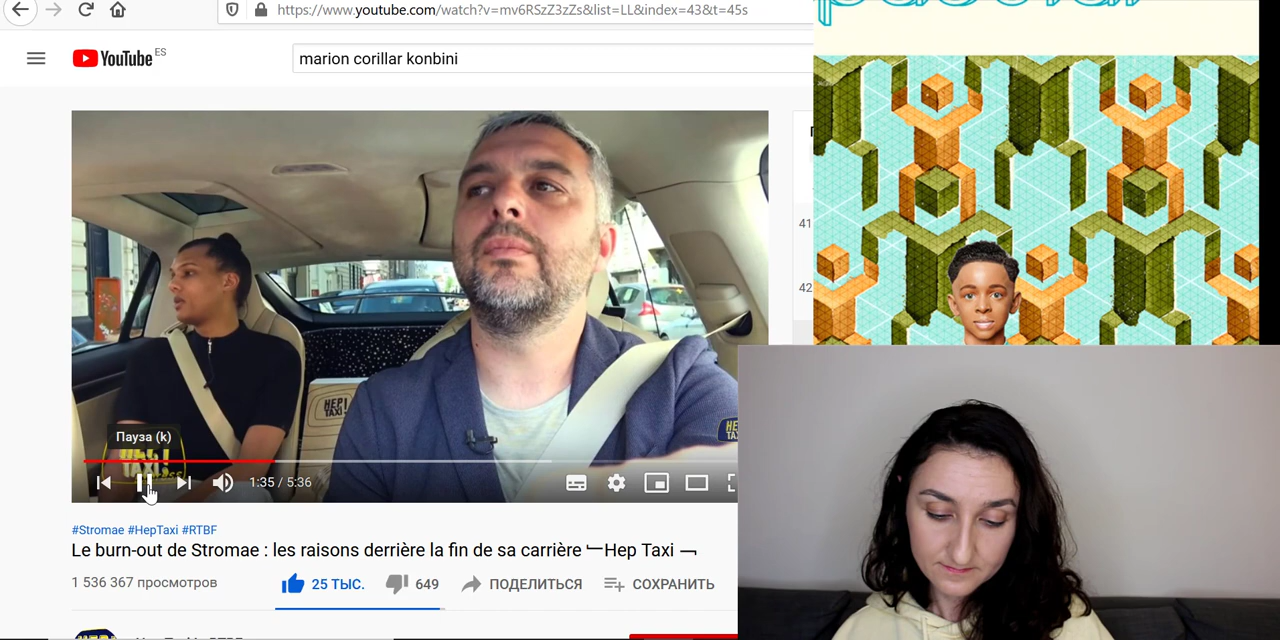 https://www.youtube.com/watch?v=mv6RSzZ3zZs&list=LL&index=43&t=45s
YouTube ES
marion corillar konbini
41
42
HEP!
TAXI
Пауза (k)
1:35 / 5:36
#Stromae #HepTaxi #RTBF
Le burn-out de Stromae : les raisons derrière la fin de sa carrière ﹂Hep Taxi ﹁
1 536 367 просмотров
25 ТЫС.
649
ПОДЕЛИТЬСЯ
СОХРАНИТЬ